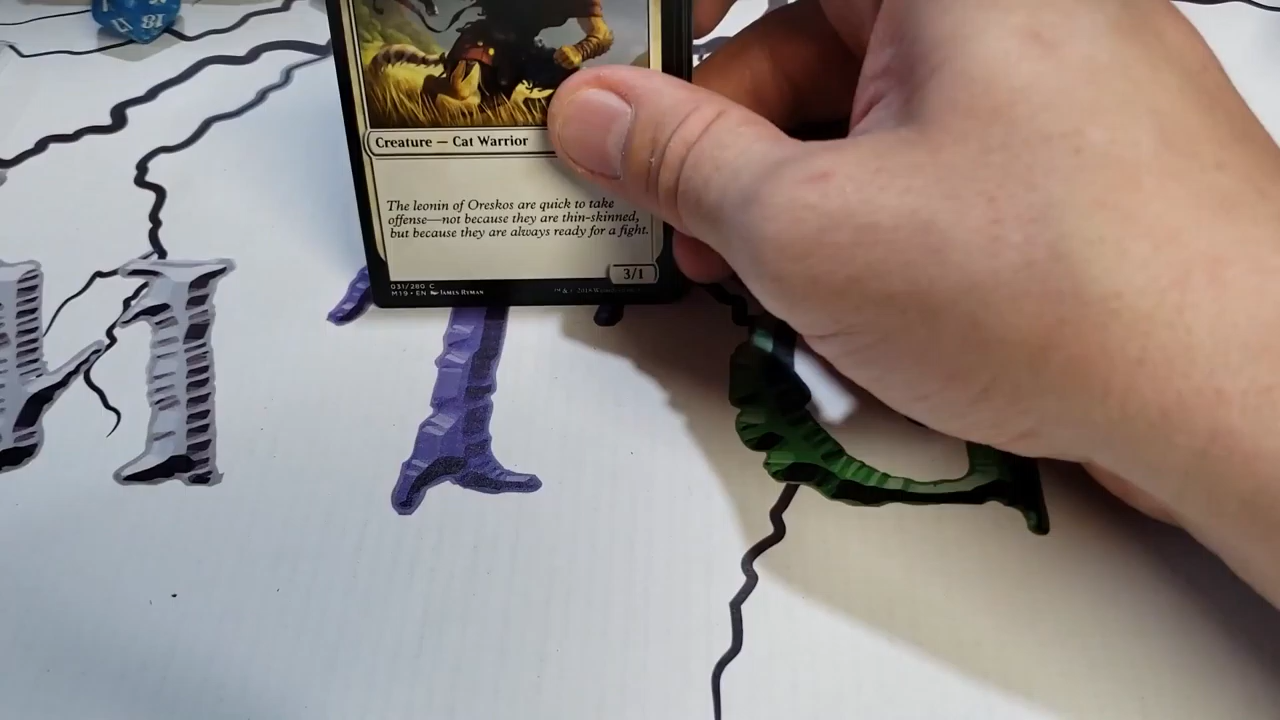 18
Creature — Cat Warrior
The leonin of Oreskos are quick to take
offense—not because they are thin-skinned,
but because they are always ready for a fight.
3/1
031/280 C
M19 • EN James Ryman